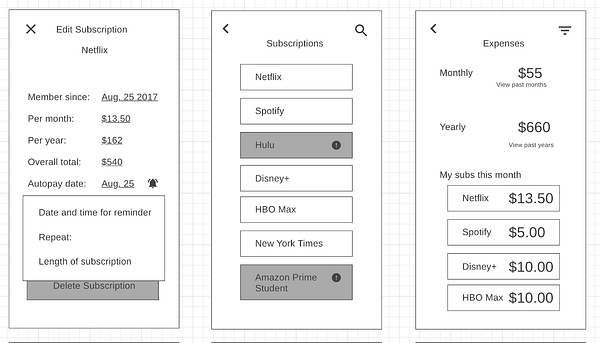 Edit Subscription
Netflix
Member since: Aug, 25 2017
Per month: $13.50
Per year: $162
Overall total: $540
Autopay date: Aug, 25
Date and time for reminder
Repeat:
Length of subscription
Delete Subscription
Subscriptions
Netflix
Spotify
Hulu
Disney+
HBO Max
New York Times
Amazon Prime
Student
Expenses
Monthly $55
View past months
Yearly $660
View past years
My subs this month
Netflix $13.50
Spotify $5.00
Disney+ $10.00
HBO Max $10.00